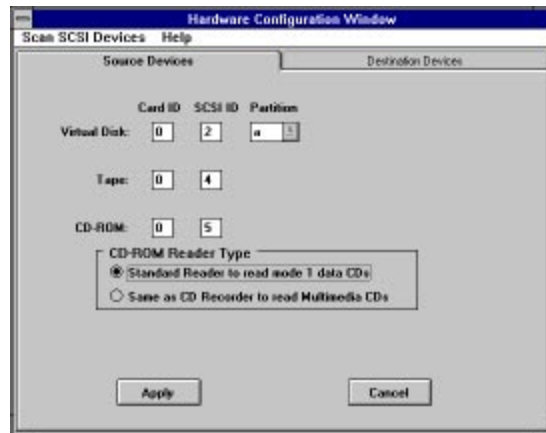 Hardware Configuration Window
Scan SCSI Devices Help
Source Devices Destination Devices
Card ID SCSI ID Partition
Virtual Disk: 0 2 a
Tape: 0 4
CD-ROM: 0 5
CD-ROM Reader Type
Standard Reader to read mode 1 data CDs
Same as CD Recorder to read Multimedia CDs
Apply Cancel